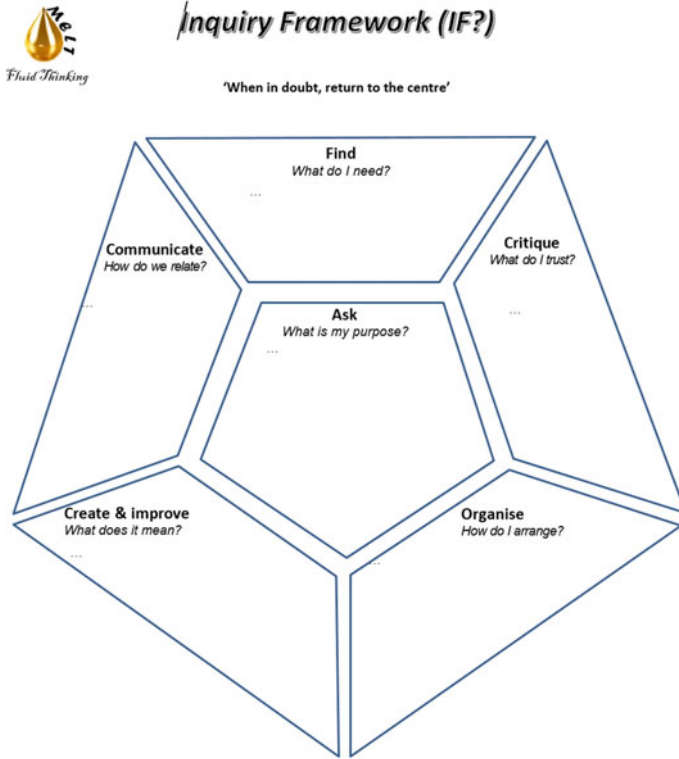 MELT
Fluid Thinking
Inquiry Framework (IF?)
'When in doubt, return to the centre'
Find
What do I need?
...
Communicate
How do we relate?
...
Critique
What do I trust?
...
Ask
What is my purpose?
...
Create & improve
What does it mean?
...
Organise
How do I arrange?
...